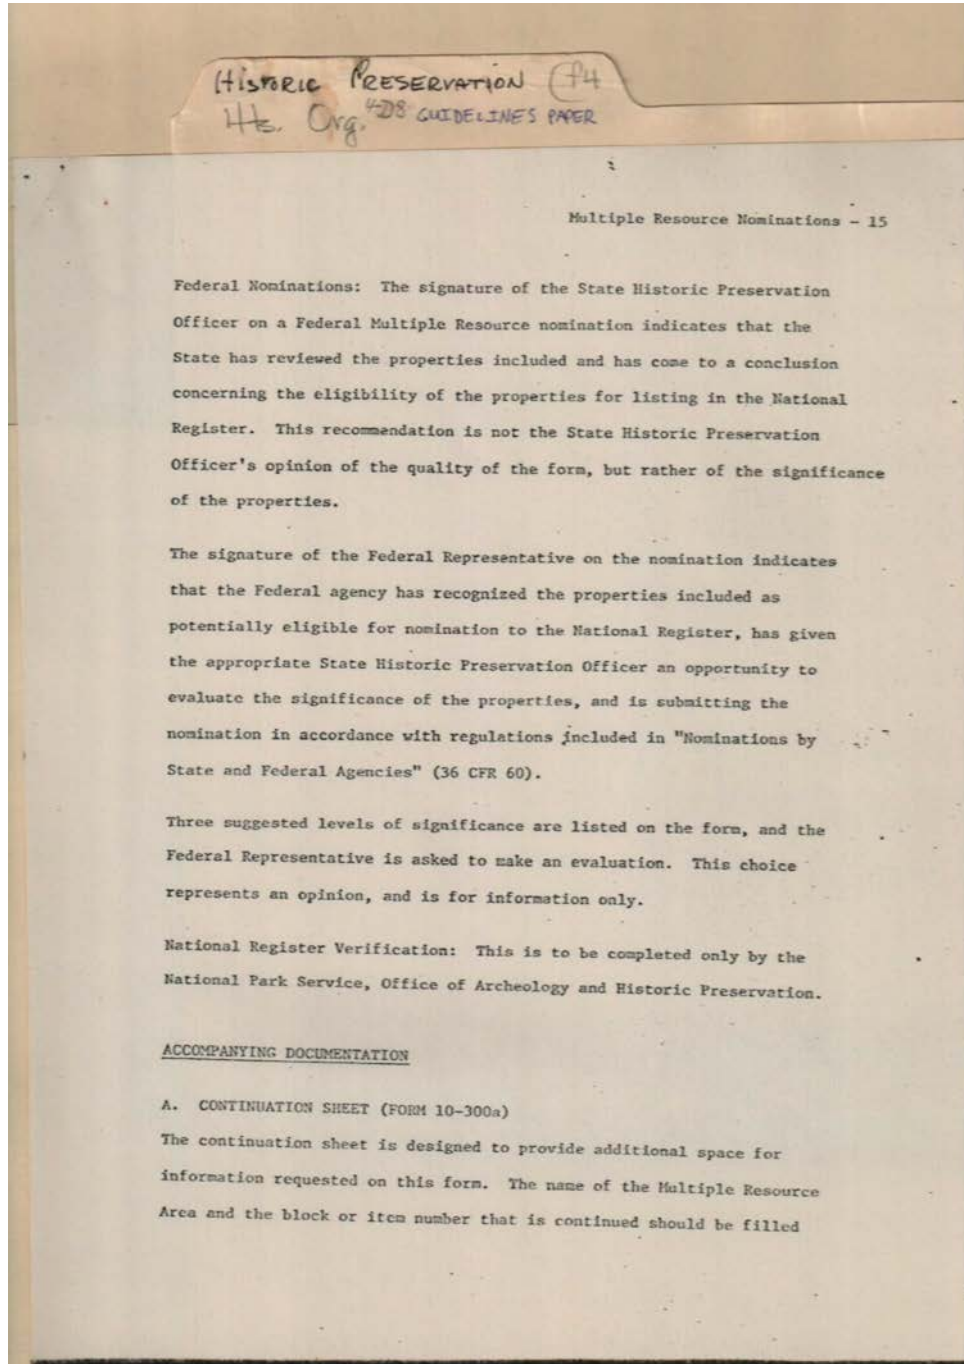 Historic Preservation (f4
Hts. Org. 4-D8 GUIDELINES PAPER
Multiple Resource Nominations - 15
Federal Nominations: The signature of the State Historic Preservation
Officer on a Federal Multiple Resource nomination indicates that the
State has reviewed the properties included and has come to a conclusion
concerning the eligibility of the properties for listing in the National
Register. This recommendation is not the State Historic Preservation
Officer's opinion of the quality of the form, but rather of the significance
of the properties.
The signature of the Federal Representative on the nomination indicates
that the Federal agency has recognized the properties included as
potentially eligible for nomination to the National Register, has given
the appropriate State Historic Preservation Officer an opportunity to
evaluate the significance of the properties, and is submitting the
nomination in accordance with regulations included in "Nominations by
State and Federal Agencies" (36 CFR 60).
Three suggested levels of significance are listed on the form, and the
Federal Representative is asked to make an evaluation. This choice
represents an opinion, and is for information only.
National Register Verification: This is to be completed only by the
National Park Service, Office of Archeology and Historic Preservation.
ACCOMPANYING DOCUMENTATION
A. CONTINUATION SHEET (FORM 10-300a)
The continuation sheet is designed to provide additional space for
information requested on this form. The name of the Multiple Resource
Area and the block or item number that is continued should be filled